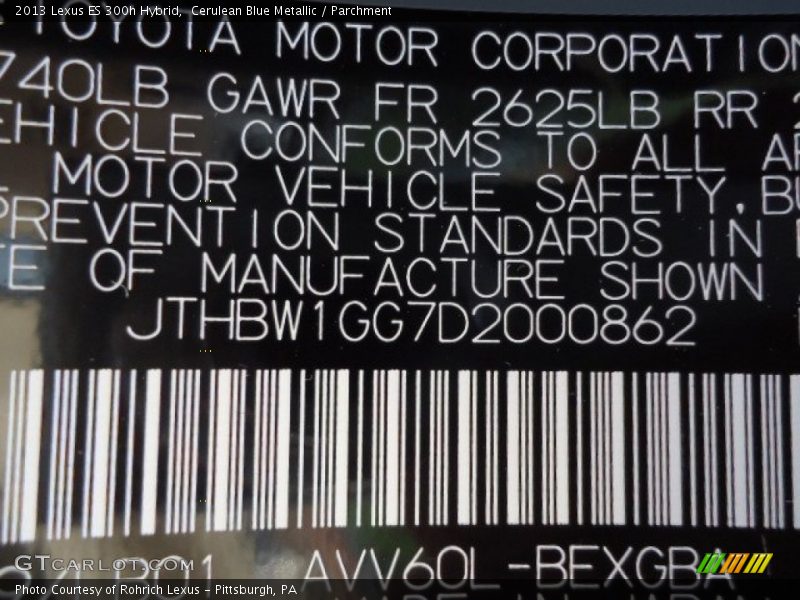 2013 Lexus ES 300h Hybrid, Cerulean Blue Metallic / Parchment
TOYOTA MOTOR CORPORATION
740LB GAWR FR 2625LB RR
EHICLE CONFORMS TO ALL
MOTOR VEHICLE SAFETY,
PREVENTION STANDARDS IN
E OF MANUFACTURE SHOWN
JTHBW1GG7D2000862
AVV60L-BEXGBA
GTcarlot.com
Photo Courtesy of Rohrich Lexus – Pittsburgh, PA